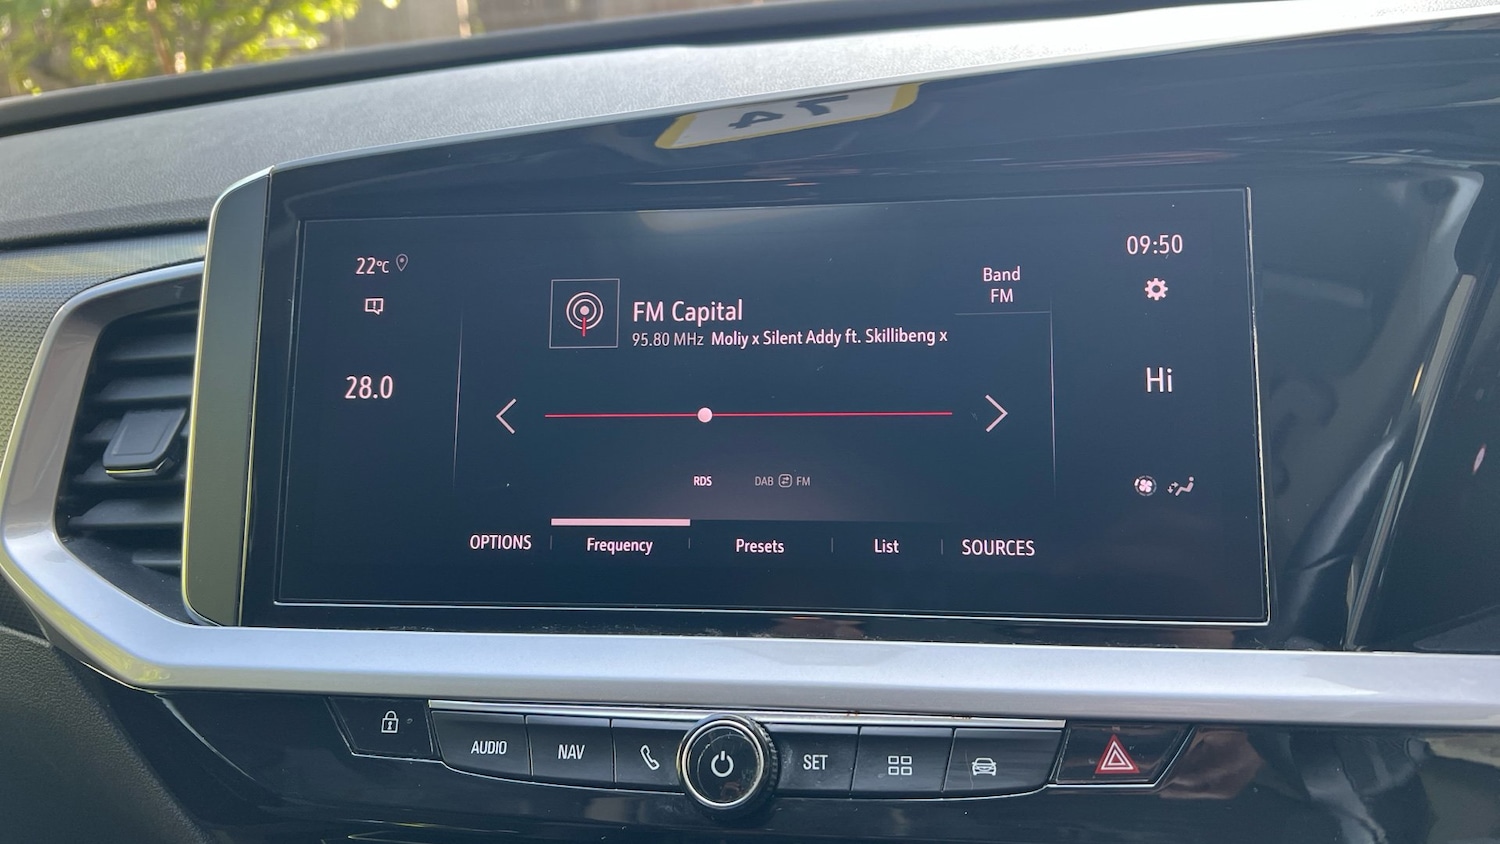 22°C
28.0
FM Capital
95.80 MHz Moliy x Silent Addy ft. Skillibeng x
Band
FM
09:50
Hi
RDS
DAB FM
OPTIONS
Frequency
Presets
List
SOURCES
AUDIO
NAV
SET